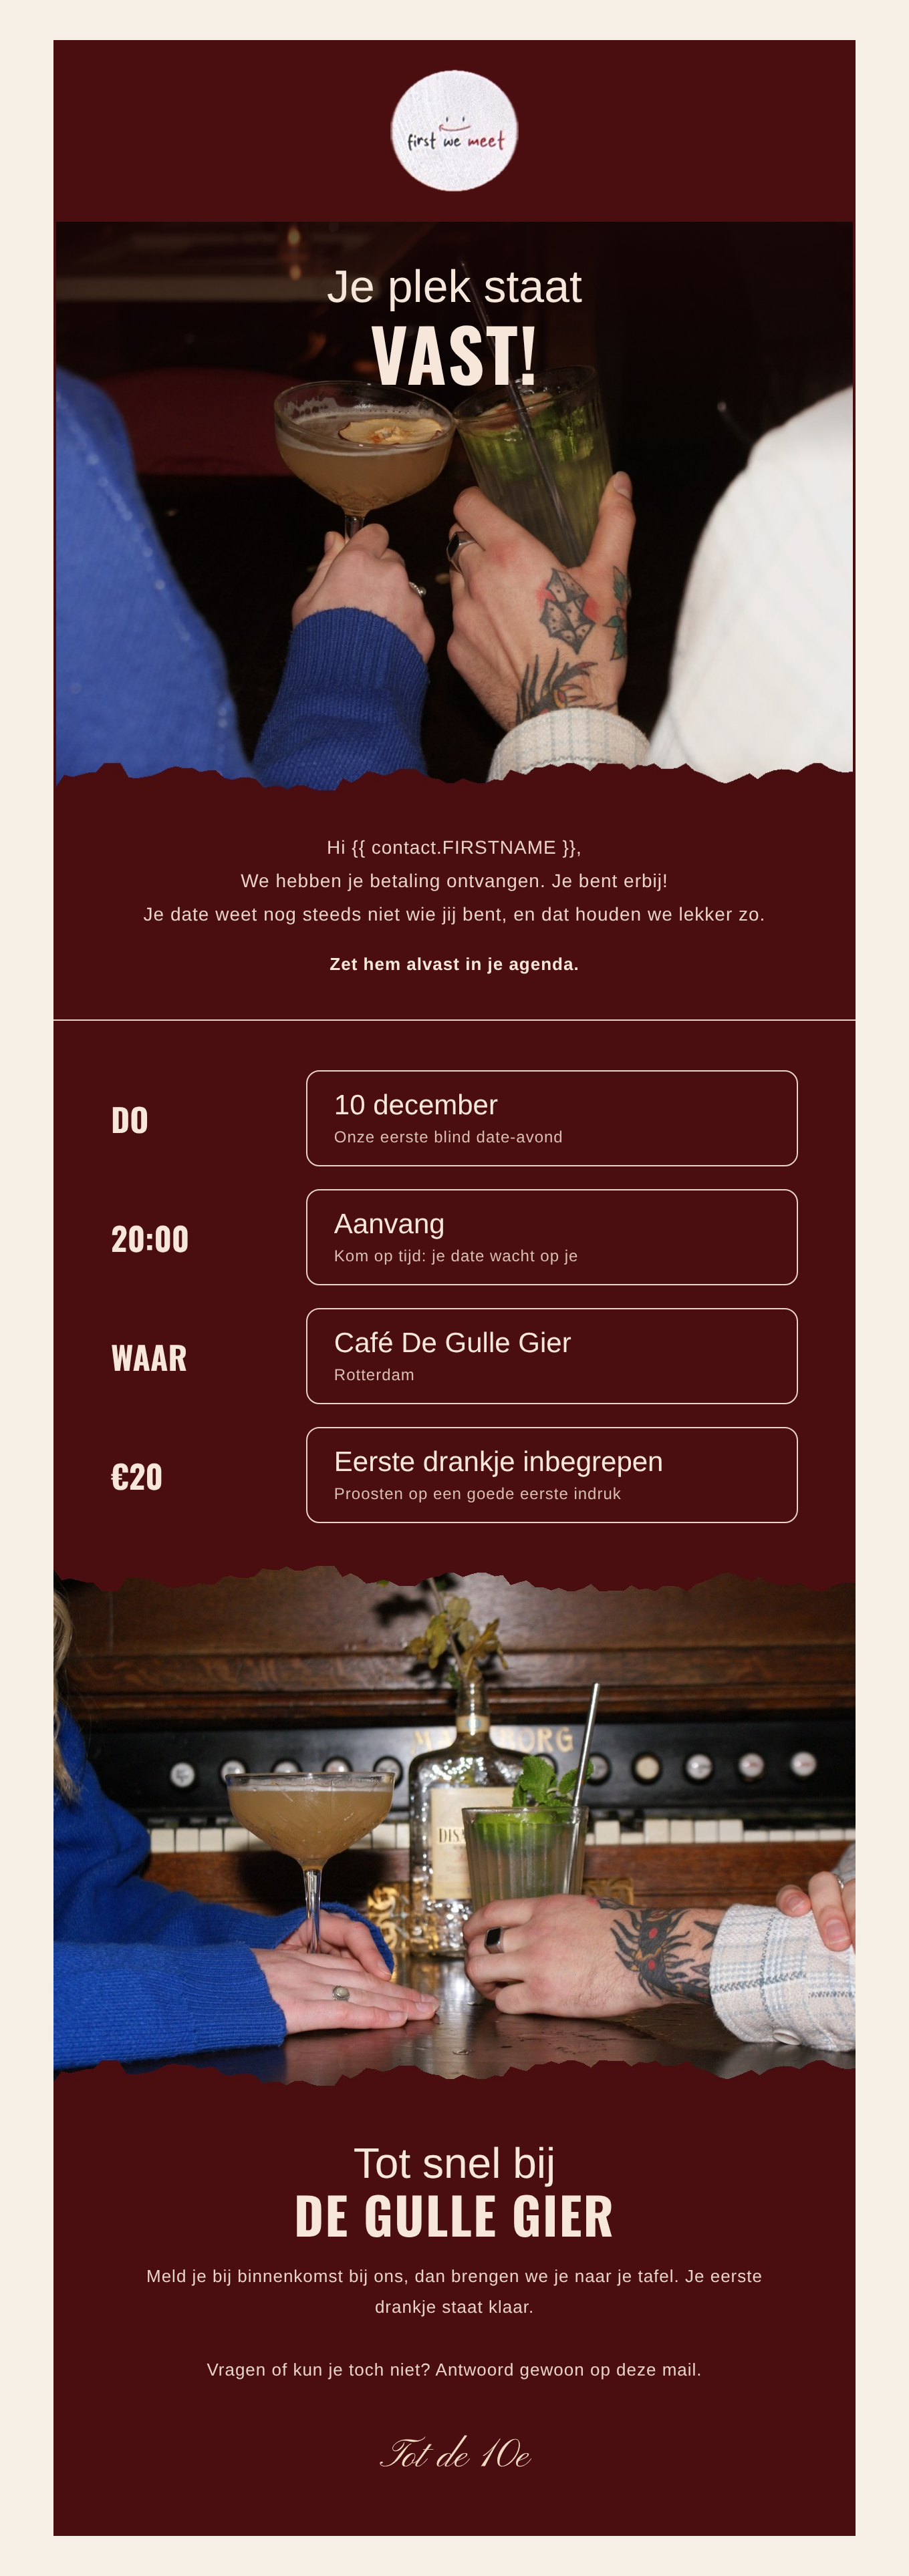 first we meet
Je plek staat
VAST!
Hi {{ contact.FIRSTNAME }},
We hebben je betaling ontvangen. Je bent erbij!
Je date weet nog steeds niet wie jij bent, en dat houden we lekker zo.
Zet hem alvast in je agenda.
DO
10 december
Onze eerste blind date-avond
20:00
Aanvang
Kom op tijd: je date wacht op je
WAAR
Café De Gulle Gier
Rotterdam
€20
Eerste drankje inbegrepen
Proosten op een goede eerste indruk
DIS
Tot snel bij
DE GULLE GIER
Meld je bij binnenkomst bij ons, dan brengen we je naar je tafel. Je eerste
drankje staat klaar.
Vragen of kun je toch niet? Antwoord gewoon op deze mail.
Tot de 10e